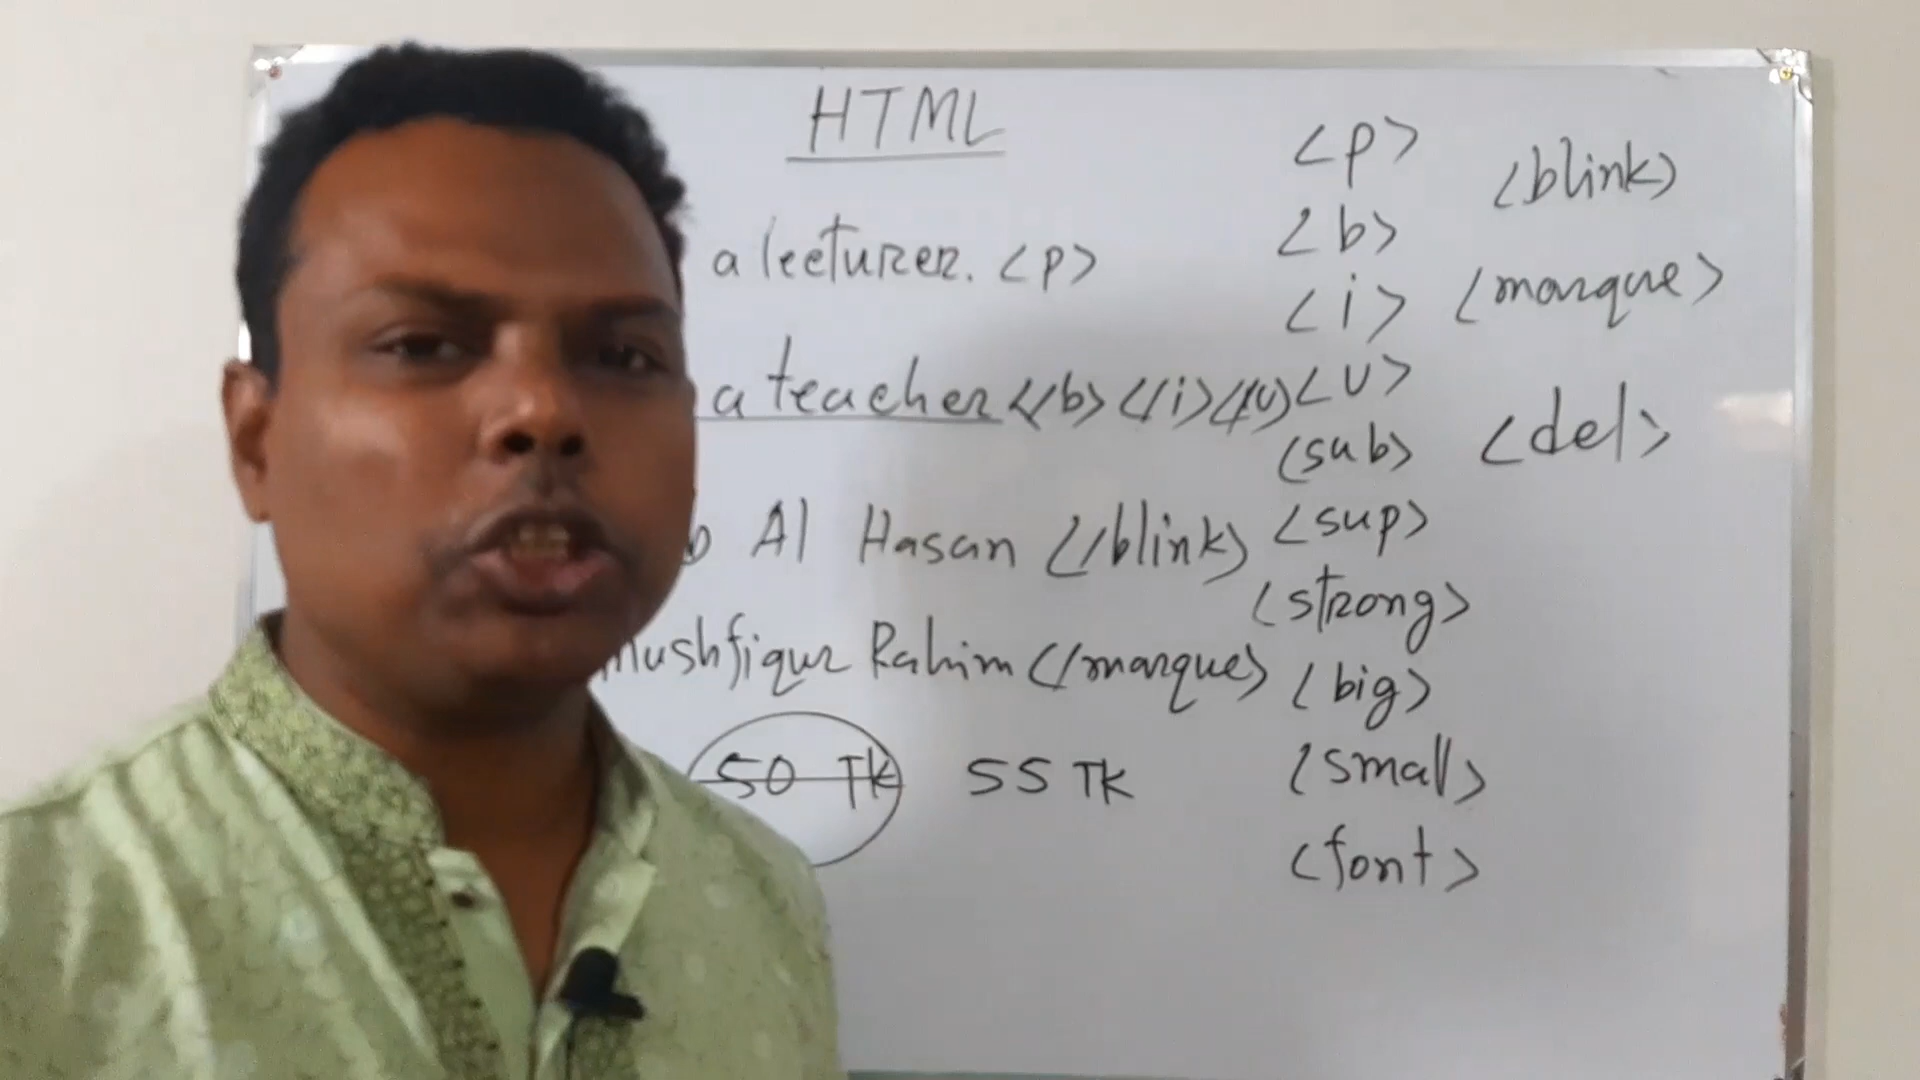 HTML
a lecturer. <p>
a teacher </b> </i> </u>
Al Hasan </blink>
Mushfiqur Rahim </marque>
50 Tk 55 Tk
<p>
<b>
<i>
<u>
<sub>
<sup>
<strong>
<big>
<small>
<font>
<blink>
<marque>
<del>